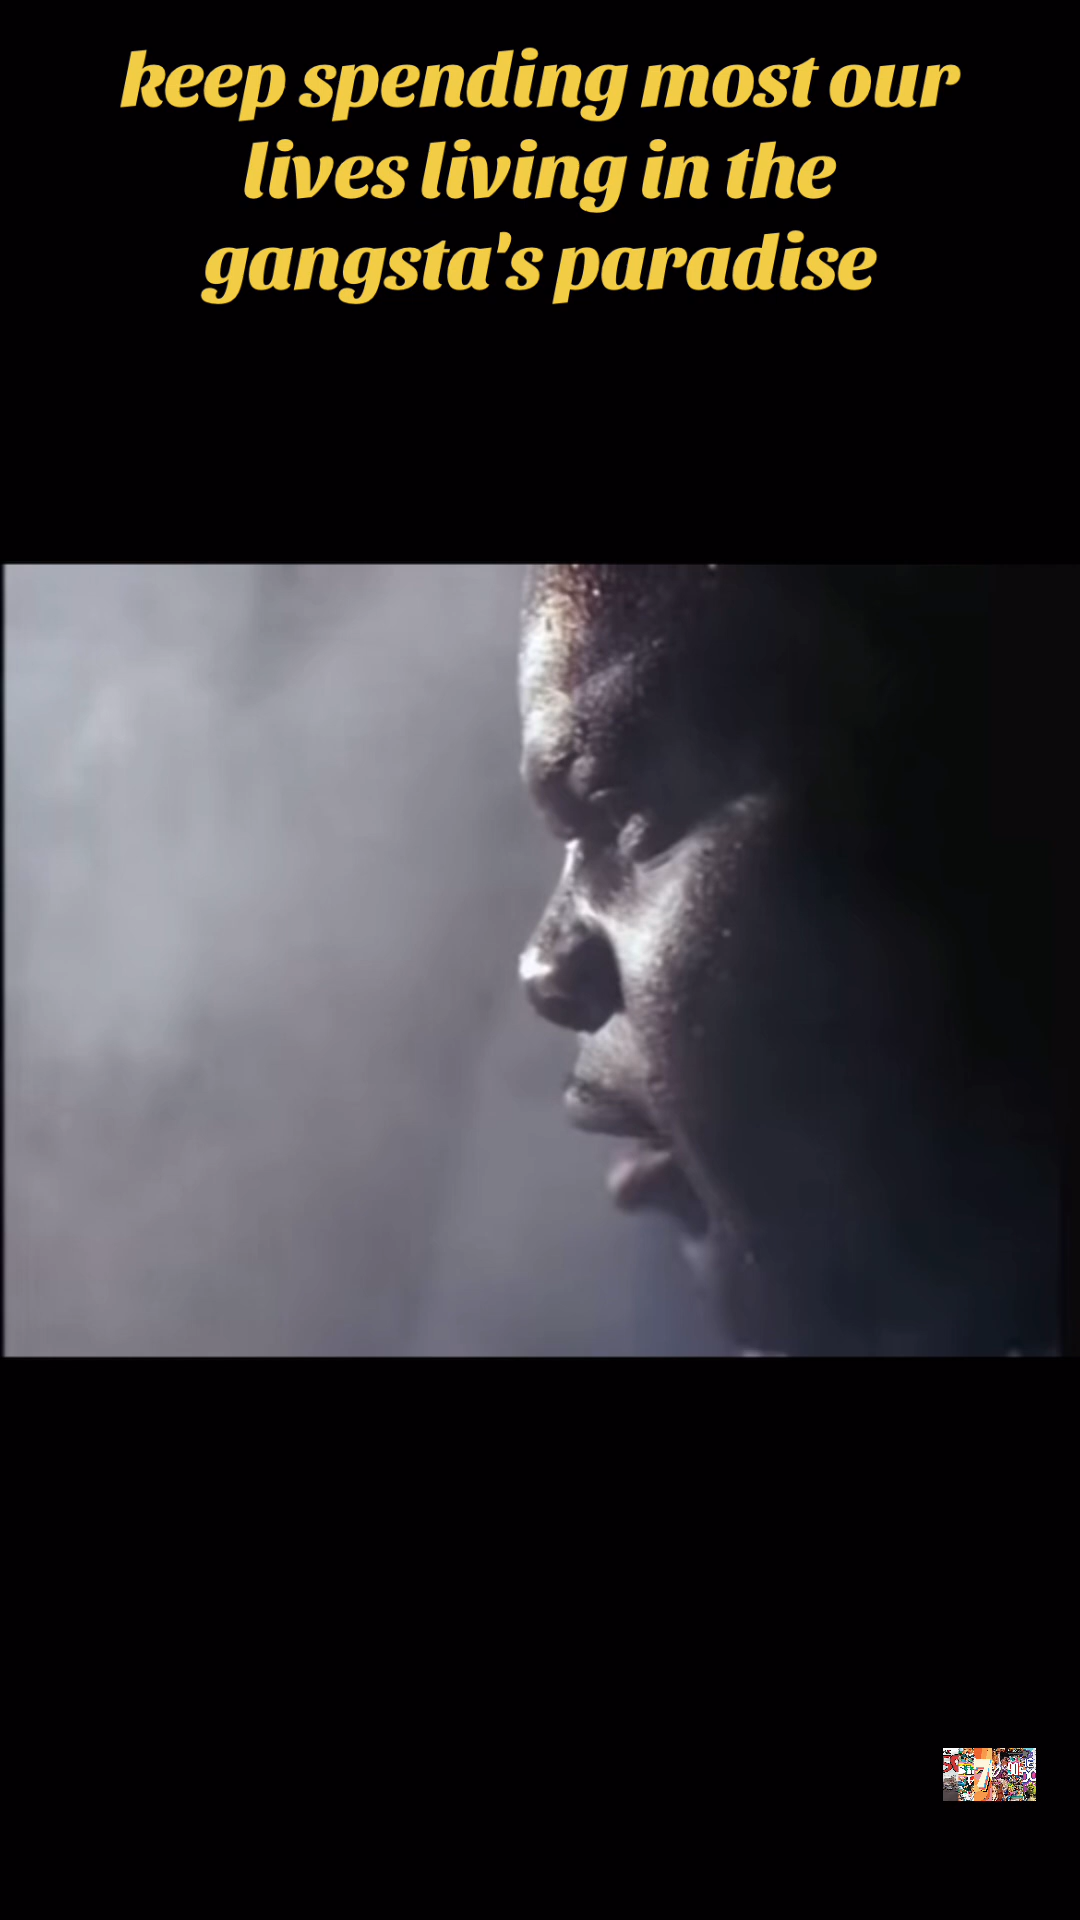 keep spending most our
lives living in the
gangsta's paradise